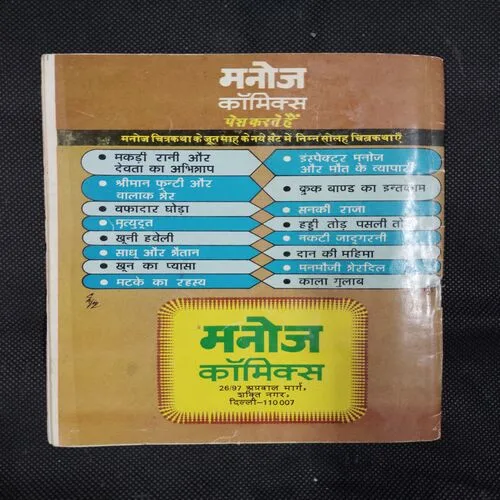 मनोज
कॉमिक्स
पेश करते हैं
मनोज चित्रकथा के जून माह के नये सैट में निम्न सोलह चित्रकथाएँ
मकड़ी रानी और
देवता का अभिशाप
श्रीमान फन्टी और
चालाक शेर
वफादार घोड़ा
मृत्युदूत
खूनी हवेली
साधु और शैतान
खून का प्यासा
मटके का रहस्य
इंस्पेक्टर मनोज
और मौत के व्यापारी
क्रुक बाण्ड का इन्तकाम
सनकी राजा
हड्डी तोड़ पसली तोड़
नकटी जादूगरनी
दान की महिमा
मनमौजी शेरदिल
काला गुलाब
मनोज
कॉमिक्स
26/97 अग्रवाल मार्ग,
शक्ति नगर,
दिल्ली-110 007